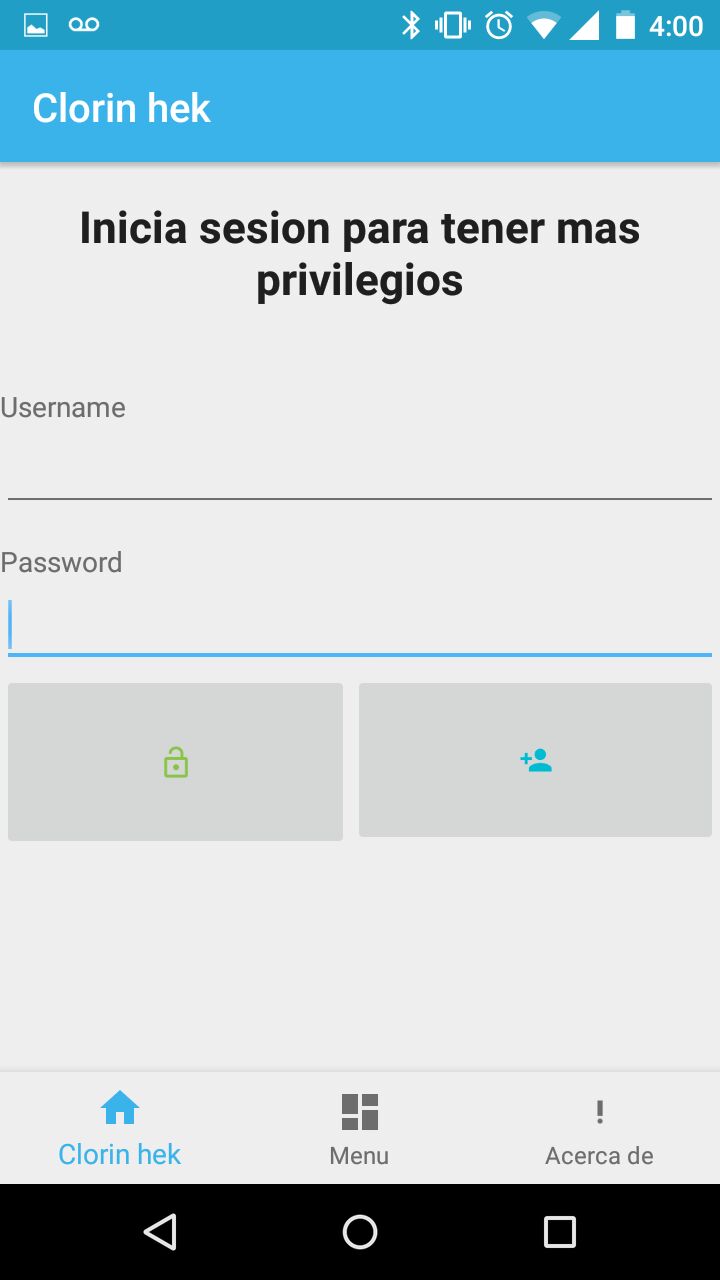 4:00
Clorin hek
Inicia sesion para tener mas
privilegios
Username
Password
Clorin hek
Menu
Acerca de